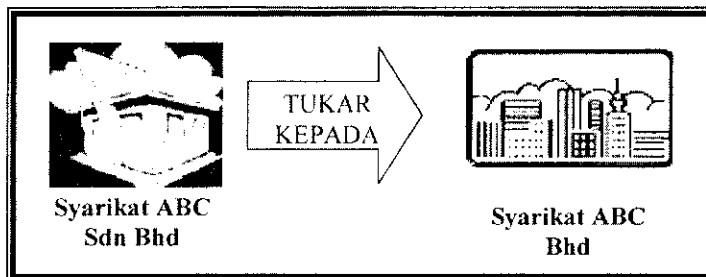 TUKAR
KEPADA
Syarikat ABC
Sdn Bhd
Syarikat ABC
Bhd